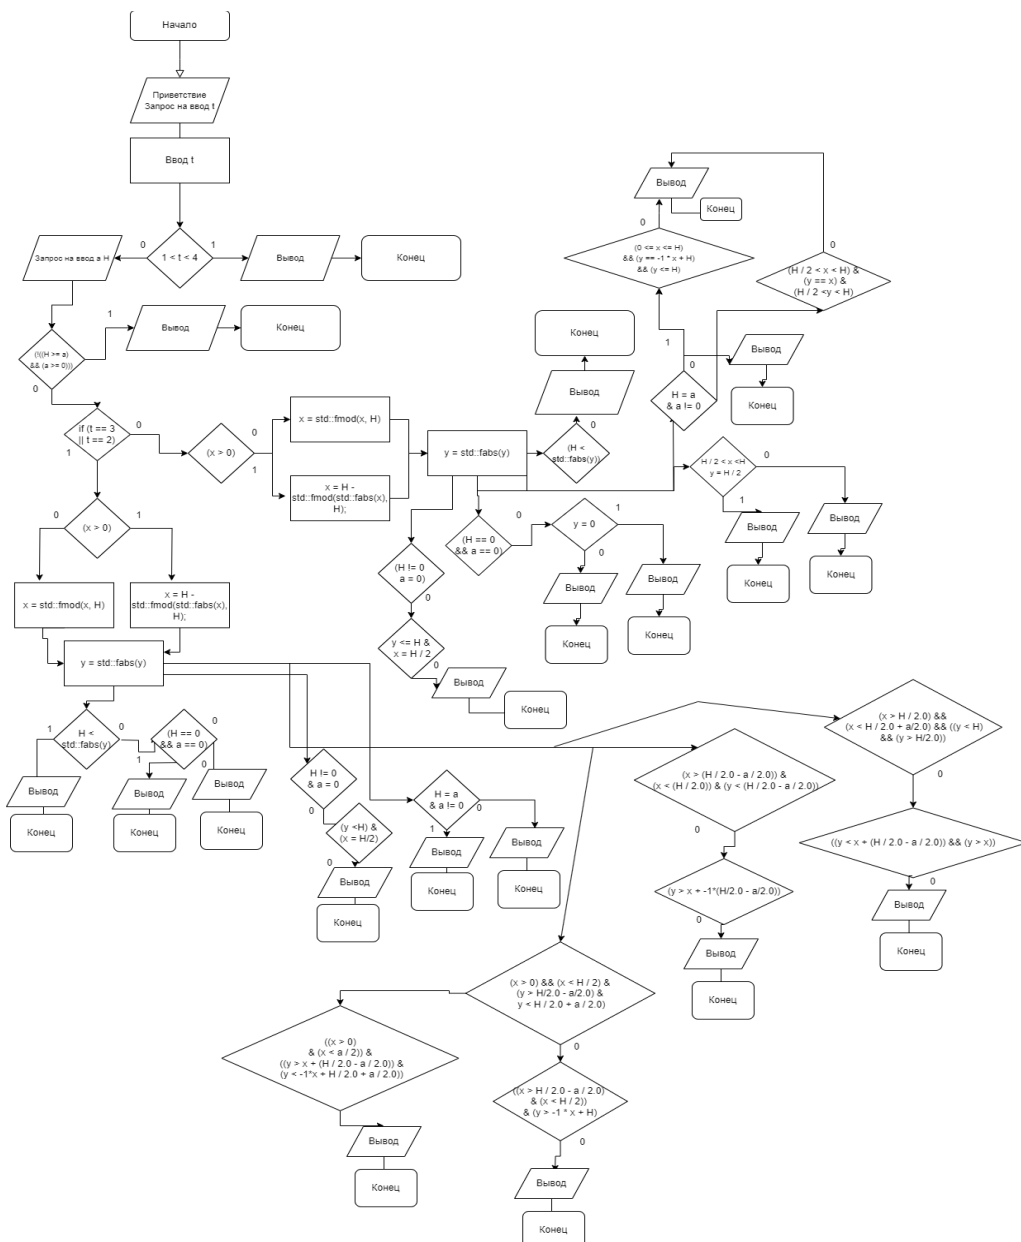 Начало
Приветствие
Запрос на ввод t
Ввод t
0
1 < t < 4
1
Запрос на ввод a H
Вывод
Конец
(!((H >= a)
&& (a >= 0)))
1
Вывод
Конец
0
if (t == 3
|| t == 2)
0
1
(x > 0)
0
1
x = std::fmod(x, H)
x = H -
std::fmod(std::fabs(x),
H);
y = std::fabs(y)
(H <
std::fabs(y))
0
Вывод
Конец
Вывод
Конец
0
0
(0 <= x <= H)
&& (y == -1 * x + H)
&& (y <= H)
(H / 2 < x < H) &
(y == x) &
(H / 2 <y < H)
1
0
H = a
& a != 0
Вывод
Конец
H / 2 < x <H
y = H / 2
0
1
Вывод
Конец
Вывод
Конец
(H == 0
&& a == 0)
0
y = 0
1
0
Вывод
Конец
Вывод
Конец
(H != 0
a = 0)
0
y <= H &
x = H / 2
0
Вывод
Конец
(x > 0)
0
1
x = std::fmod(x, H)
x = H -
std::fmod(std::fabs(x),
H);
y = std::fabs(y)
H <
std::fabs(y)
1
0
Вывод
Конец
(H == 0
&& a == 0)
1
0
0
Вывод
Конец
Вывод
Конец
H != 0
& a = 0
0
(y <H) &
(x = H/2)
0
Вывод
Конец
H = a
& a != 0
0
1
Вывод
Конец
Вывод
Конец
(x > (H / 2.0 - a / 2.0)) &
(x < (H / 2.0)) & (y < (H / 2.0 - a / 2.0))
0
(y > x + -1*(H/2.0 - a/2.0))
0
Вывод
Конец
(x > H / 2.0) &&
(x < H / 2.0 + a/2.0) && ((y < H)
&& (y > H/2.0))
0
((y < x + (H / 2.0 - a / 2.0)) && (y > x))
0
Вывод
Конец
(x > 0) && (x < H / 2) &
(y > H/2.0 - a/2.0) &
y < H / 2.0 + a / 2.0)
0
((x > 0)
& (x < a / 2)) &
((y > x + (H / 2.0 - a / 2.0)) &
(y < -1*x + H / 2.0 + a / 2.0))
Вывод
Конец
((x > H / 2.0 - a / 2.0)
& (x < H / 2))
& (y > -1 * x + H)
0
Вывод
Конец